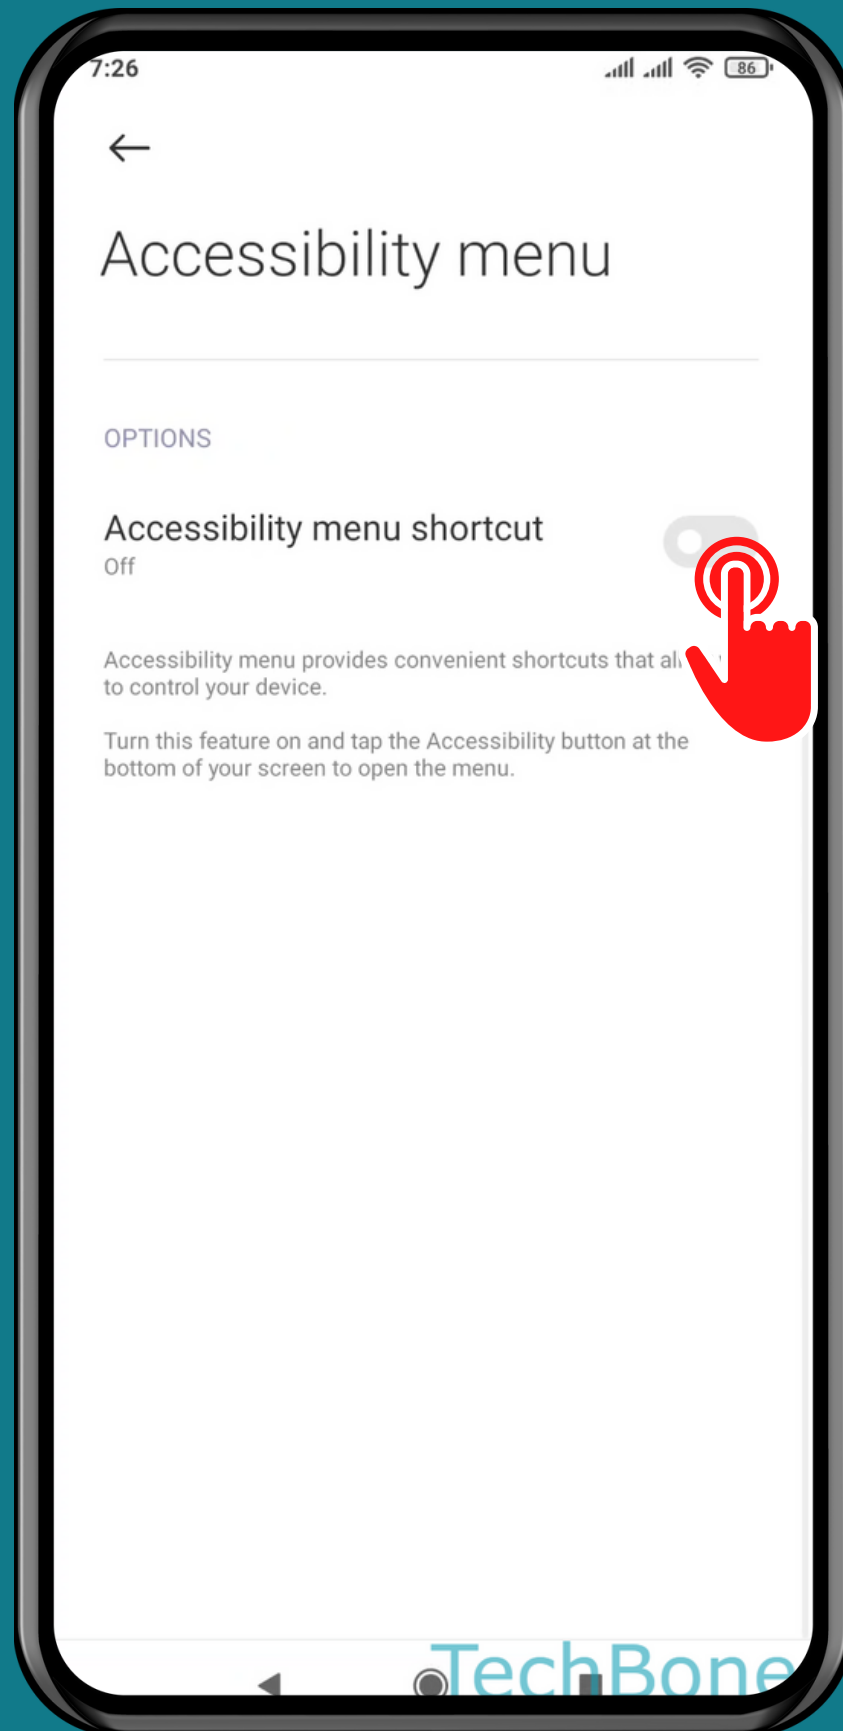 7:26
86
Accessibility menu
OPTIONS
Accessibility menu shortcut
Off
Accessibility menu provides convenient shortcuts that
to control your device.
Turn this feature on and tap the Accessibility button at the
bottom of your screen to open the menu.
TechBone